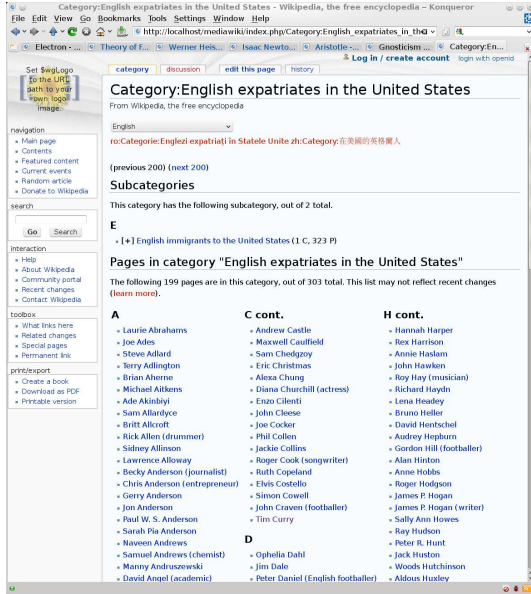 Category:English expatriates in the United States - Wikipedia, the free encyclopedia – Konqueror
File Edit View Go Bookmarks Tools Settings Window Help
http://localhost/mediawiki/index.php/Category:English_expatriates_in_the
Electron - ... Theory of F... Werner Heis... Isaac Newto... Aristotle -... Gnosticism ... Category:En...
Log in / create account login with openid
category discussion edit this page history
Set $wgLogo
to the URL
path to your
own logo
image.
Category:English expatriates in the United States
From Wikipedia, the free encyclopedia
English
ro:Categorie:Englezi expatriați în Statele Unite zh:Category:在美國的英格蘭人
(previous 200) (next 200)
navigation
Main page
Contents
Featured content
Current events
Random article
Donate to Wikipedia
search
Go Search
interaction
Help
About Wikipedia
Community portal
Recent changes
Contact Wikipedia
toolbox
What links here
Related changes
Special pages
Permanent link
print/export
Create a book
Download as PDF
Printable version
Subcategories
This category has the following subcategory, out of 2 total.
E
[+] English immigrants to the United States (1 C, 323 P)
Pages in category "English expatriates in the United States"
The following 199 pages are in this category, out of 303 total. This list may not reflect recent changes
(learn more).
A
Laurie Abrahams
Joe Ades
Steve Adlard
Terry Adlington
Brian Aherne
Michael Aitkens
Ade Akinbiyi
Sam Allardyce
Britt Allcroft
Rick Allen (drummer)
Sidney Allinson
Lawrence Alloway
Becky Anderson (journalist)
Chris Anderson (entrepreneur)
Gerry Anderson
Jon Anderson
Paul W. S. Anderson
Sarah Pia Anderson
Naveen Andrews
Samuel Andrews (chemist)
Manny Andruszewski
David Angel (academic)
C cont.
Andrew Castle
Maxwell Caulfield
Sam Chedgzoy
Eric Christmas
Alexa Chung
Diana Churchill (actress)
Enzo Cilenti
John Cleese
Joe Cocker
Phil Collen
Jackie Collins
Roger Cook (songwriter)
Ruth Copeland
Elvis Costello
Simon Cowell
John Craven (footballer)
Tim Curry
D
Ophelia Dahl
Jim Dale
Peter Daniel (English footballer)
H cont.
Hannah Harper
Rex Harrison
Annie Haslam
John Hawken
Roy Hay (musician)
Richard Haydn
Lena Headey
Bruno Heller
David Hentschel
Audrey Hepburn
Gordon Hill (footballer)
Alan Hinton
Anne Hobbs
Roger Hodgson
James P. Hogan
James P. Hogan (writer)
Sally Ann Howes
Ray Hudson
Peter R. Hunt
Jack Huston
Woods Hutchinson
Aldous Huxley